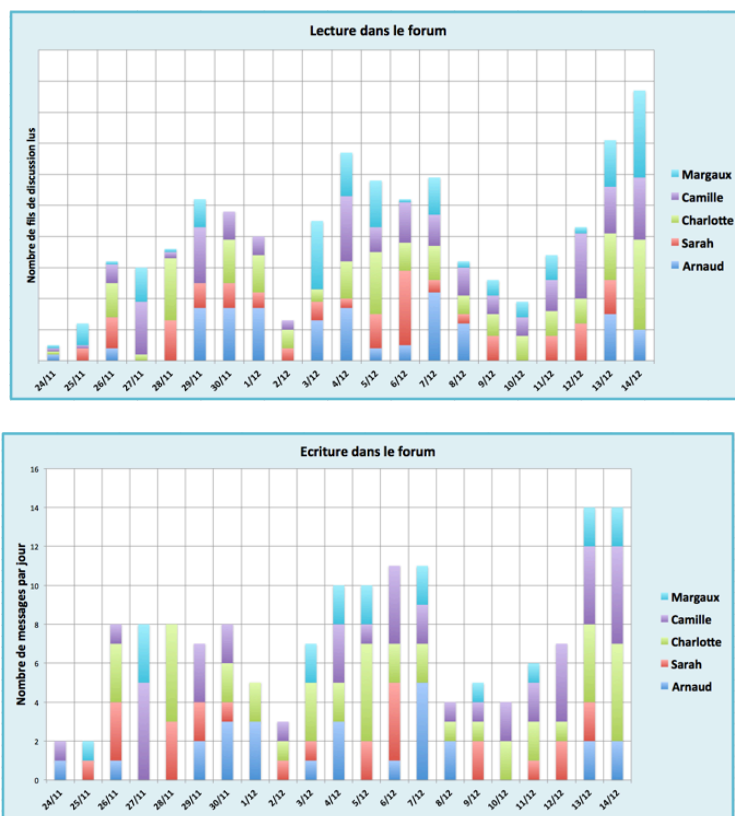 Lecture dans le forum
Nombre de fils de discussion lus
Margaux
Camille
Charlotte
Sarah
Arnaud
24/11 25/11 26/11 27/11 28/11 29/11 30/11 1/12 2/12 3/12 4/12 5/12 6/12 7/12 8/12 9/12 10/12 11/12 12/12 13/12 14/12
Ecriture dans le forum
Nombre de messages par jour
16
14
12
10
8
6
4
2
0
Margaux
Camille
Charlotte
Sarah
Arnaud
24/11 25/11 26/11 27/11 28/11 29/11 30/11 1/12 2/12 3/12 4/12 5/12 6/12 7/12 8/12 9/12 10/12 11/12 12/12 13/12 14/12